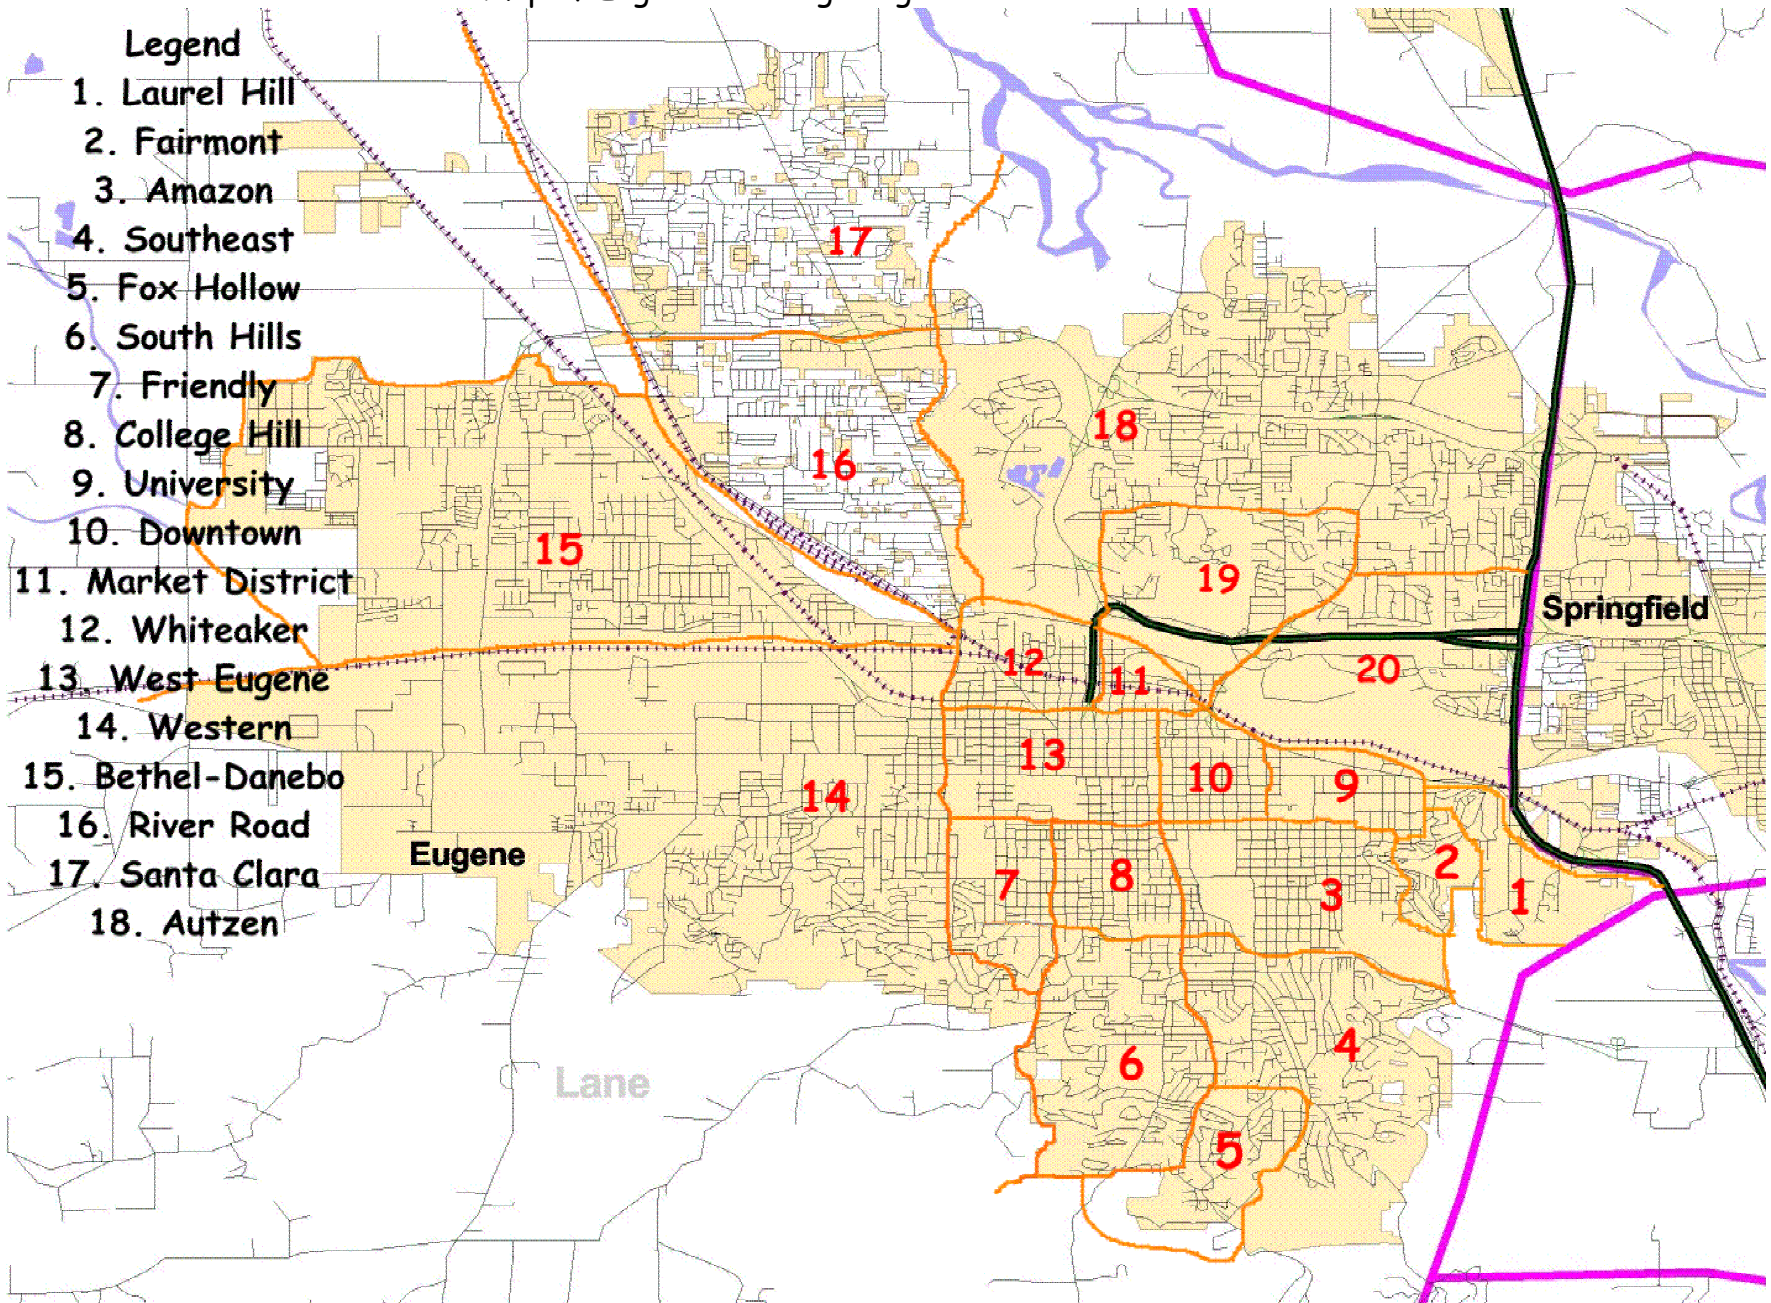 Legend
1. Laurel Hill
2. Fairmont
3. Amazon
4. Southeast
5. Fox Hollow
6. South Hills
7. Friendly
8. College Hill
9. University
10. Downtown
11. Market District
12. Whiteaker
13. West Eugene
14. Western
15. Bethel-Danebo
16. River Road
17. Santa Clara
18. Autzen
17
18
16
15
19
Springfield
12
11
20
13
10
9
14
Eugene
2
7
8
3
1
4
6
Lane
5